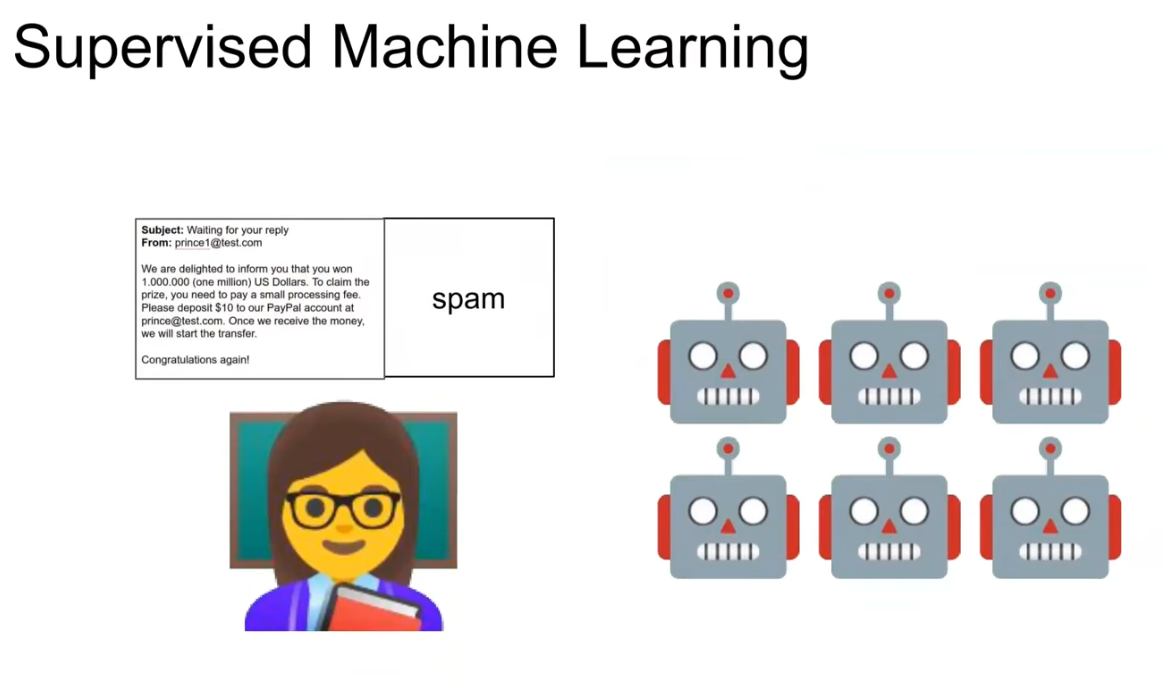 Supervised Machine Learning
Subject: Waiting for your reply
From: prince1@test.com
We are delighted to inform you that you won
1.000.000 (one million) US Dollars. To claim the
prize, you need to pay a small processing fee.
Please deposit $10 to our PayPal account at
prince@test.com. Once we receive the money,
we will start the transfer.
Congratulations again!
spam